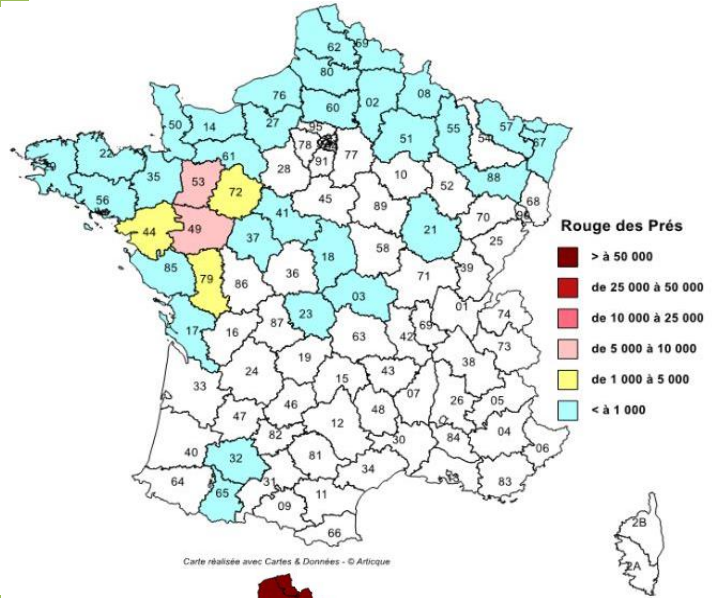 62 59
80
76 60 02 08
50 14 27 95 51 55 54 57 67
22 35 61 78 91 77 10 88
56 53 72 28 52 68
45 89 70
44 49 41 21 25
37 18 58
85 79 86 36 71 39
03 01 74
17 16 87 23 63 42 69 73
19 38
24 15 43
33 46 48 07 26 05
47 12 04
82 30 84 06
40 32 81 34 13 83
64 65 31 11
09
66
2B
2A
Rouge des Prés
> à 50 000
de 25 000 à 50 000
de 10 000 à 25 000
de 5 000 à 10 000
de 1 000 à 5 000
< à 1 000
Carte réalisée avec Cartes & Données - © Articque